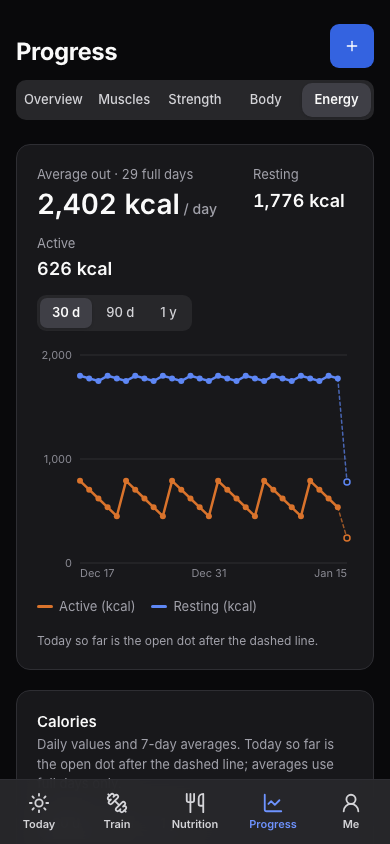 Progress
+
Overview Muscles Strength Body Energy
Average out · 29 full days
2,402 kcal / day
Resting
1,776 kcal
Active
626 kcal
30 d 90 d 1 y
2,000
1,000
0
Dec 17 Dec 31 Jan 15
Active (kcal) Resting (kcal)
Today so far is the open dot after the dashed line.
Calories
Daily values and 7-day averages. Today so far is
the open dot after the dashed line; averages use
Today Train Nutrition Progress Me